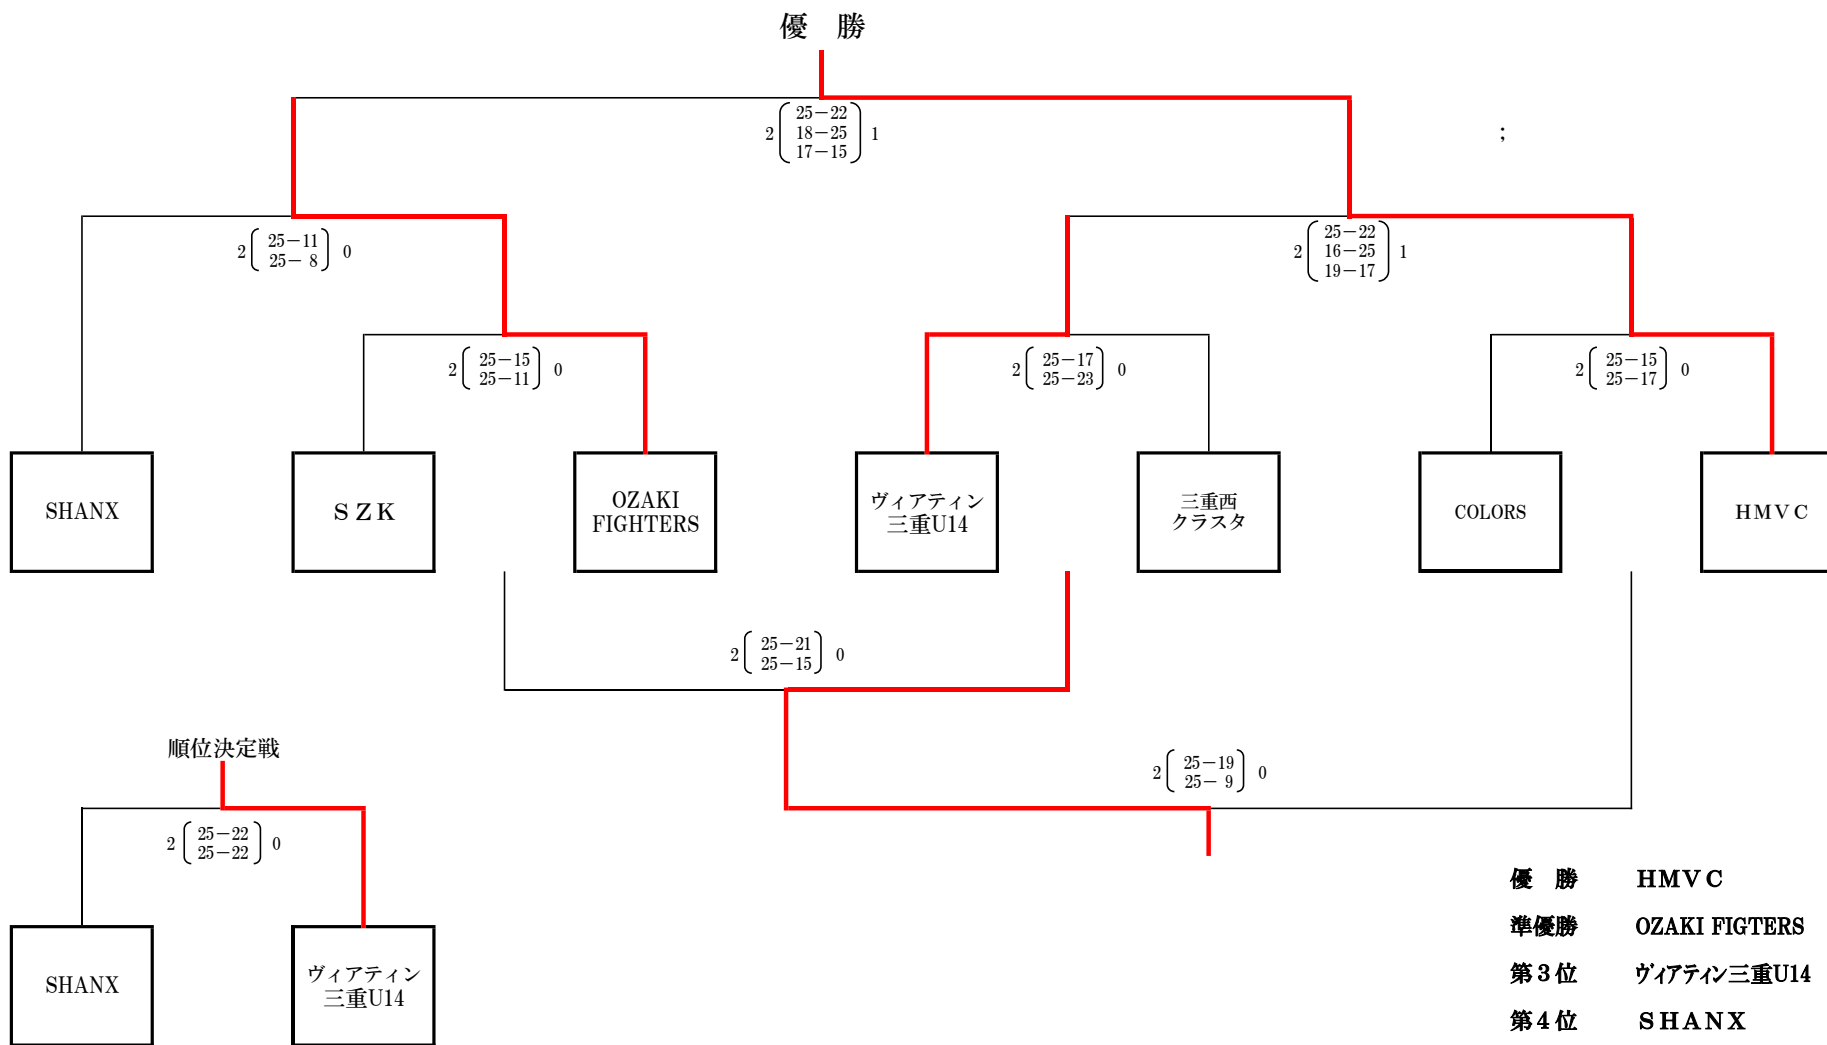 優　勝
2 25－22 1
18－25
17－15
;
2 25－11 0
25－ 8
2 25－22 1
16－25
19－17
2 25－15 0
25－11
2 25－17 0
25－23
2 25－15 0
25－17
SHANX
ＳＺＫ
OZAKI
FIGHTERS
ヴィアティン
三重U14
三重西
クラスタ
COLORS
ＨＭＶＣ
2 25－21 0
25－15
順位決定戦
2 25－19 0
25－ 9
2 25－22 0
25－22
SHANX
ヴィアティン
三重U14
優　勝　ＨＭＶＣ
準優勝　OZAKI FIGTERS
第３位　ヴィアティン三重U14
第４位　ＳＨＡＮＸ